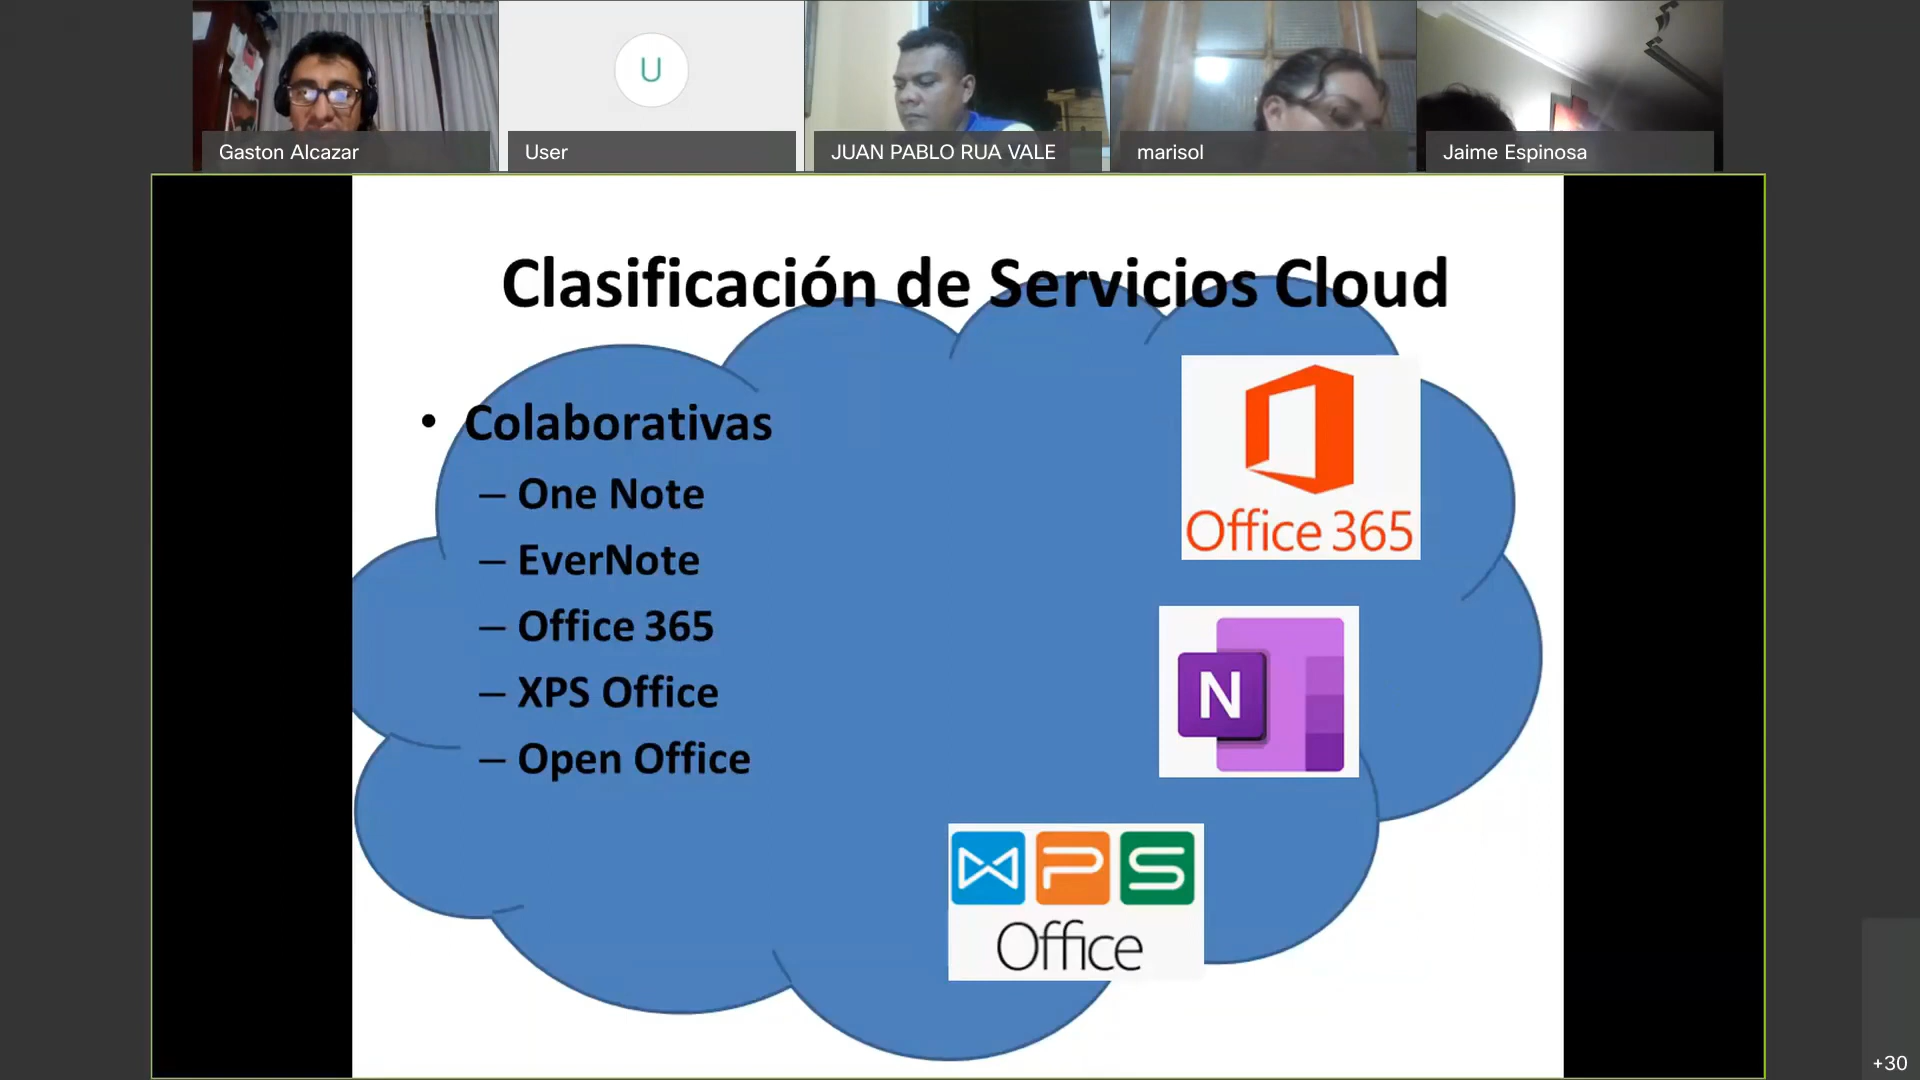 U
Gaston Alcazar
User
JUAN PABLO RUA VALE
marisol
Jaime Espinosa
Clasificación de Servicios Cloud
• Colaborativas
– One Note
– EverNote
– Office 365
– XPS Office
– Open Office
Office 365
N
WPS
Office
+30